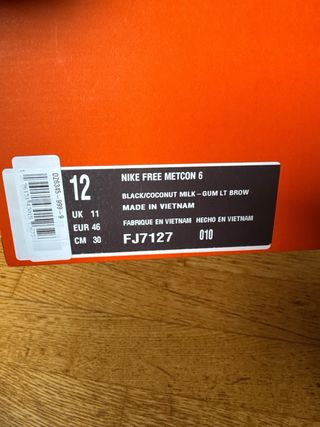 12
UK 11
EUR 46
CM 30
NIKE FREE METCON 6
BLACK/COCONUT MILK-GUM LT BROW
MADE IN VIETNAM
FABRIQUE EN VIETNAM HECHO EN VIETNAM
FJ7127 010